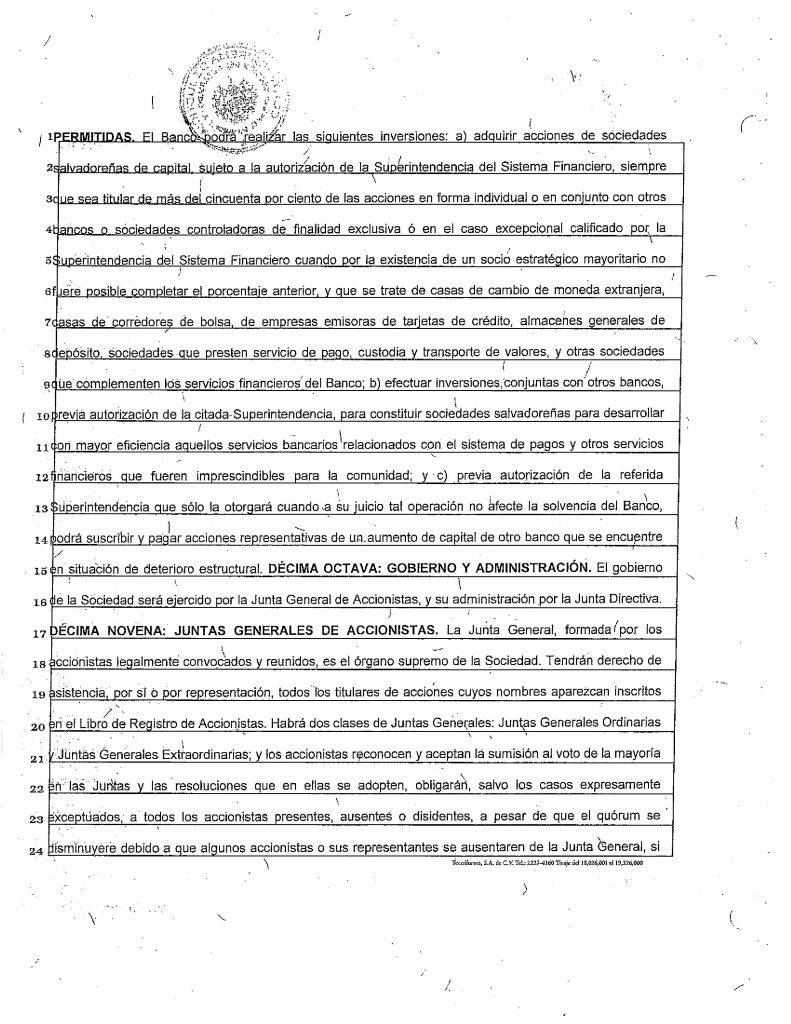 1 PERMITIDAS. El Banco podrá realizar las siguientes inversiones: a) adquirir acciones de sociedades
2 salvadoreñas de capital, sujeto a la autorización de la Superintendencia del Sistema Financiero, siempre
3 que sea titular de más del cincuenta por ciento de las acciones en forma individual o en conjunto con otros
4 bancos o sociedades controladoras de finalidad exclusiva ó en el caso excepcional calificado por la
5 Superintendencia del Sistema Financiero cuando por la existencia de un socio estratégico mayoritario no
6 fuere posible completar el porcentaje anterior, y que se trate de casas de cambio de moneda extranjera,
7 casas de corredores de bolsa, de empresas emisoras de tarjetas de crédito, almacenes generales de
8 depósito, sociedades que presten servicio de pago, custodia y transporte de valores, y otras sociedades
9 que complementen los servicios financieros del Banco; b) efectuar inversiones conjuntas con otros bancos,
10 previa autorización de la citada Superintendencia, para constituir sociedades salvadoreñas para desarrollar
11 con mayor eficiencia aquellos servicios bancarios relacionados con el sistema de pagos y otros servicios
12 financieros que fueren imprescindibles para la comunidad; y c) previa autorización de la referida
13 Superintendencia que sólo la otorgará cuando a su juicio tal operación no afecte la solvencia del Banco,
14 podrá suscribir y pagar acciones representativas de un aumento de capital de otro banco que se encuentre
15 en situación de deterioro estructural. DÉCIMA OCTAVA: GOBIERNO Y ADMINISTRACIÓN. El gobierno
16 de la Sociedad será ejercido por la Junta General de Accionistas, y su administración por la Junta Directiva.
17 DÉCIMA NOVENA: JUNTAS GENERALES DE ACCIONISTAS. La Junta General, formada por los
18 accionistas legalmente convocados y reunidos, es el órgano supremo de la Sociedad. Tendrán derecho de
19 asistencia, por sí o por representación, todos los titulares de acciones cuyos nombres aparezcan inscritos
20 en el Libro de Registro de Accionistas. Habrá dos clases de Juntas Generales: Juntas Generales Ordinarias
21 y Juntas Generales Extraordinarias; y los accionistas reconocen y aceptan la sumisión al voto de la mayoría
22 en las Juntas y las resoluciones que en ellas se adopten, obligarán, salvo los casos expresamente
23 exceptuados, a todos los accionistas presentes, ausentes o disidentes, a pesar de que el quórum se
24 disminuyere debido a que algunos accionistas o sus representantes se ausentaren de la Junta General, si
S.A. de C.V. Tel.: 2227-4160 Tiraje del 18,026,001 al 19,326,000